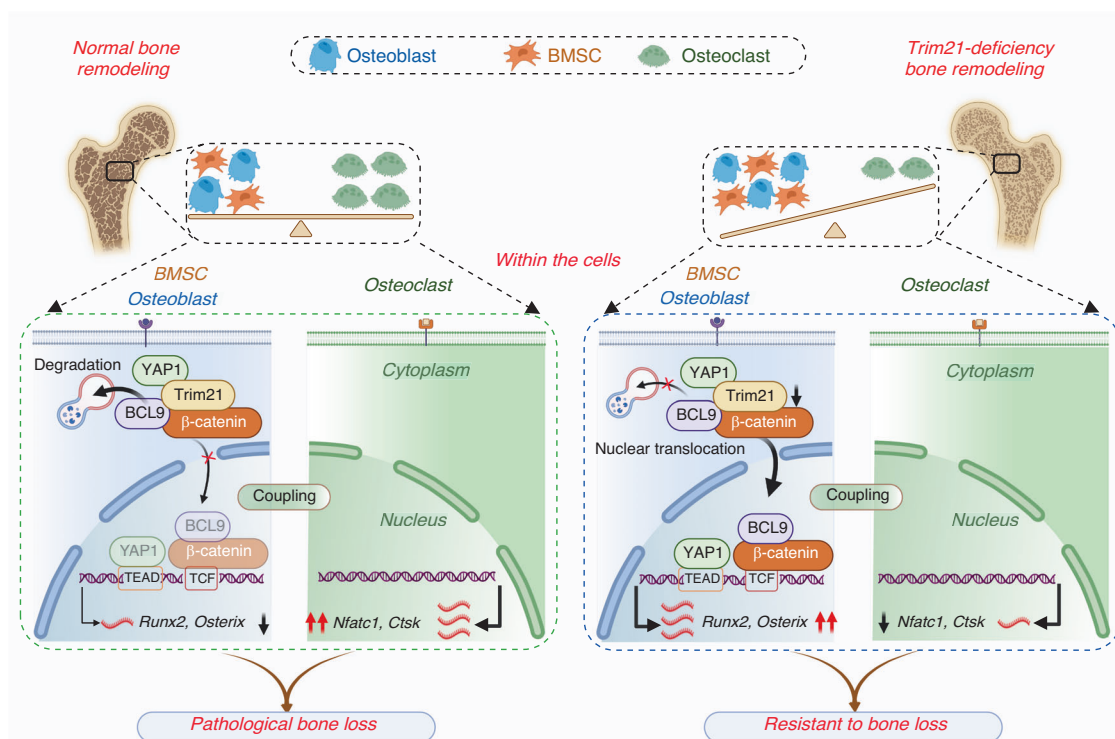 Normal bone
remodeling
Osteoblast
BMSC
Osteoclast
Trim21-deficiency
bone remodeling
Within the cells
BMSC
Osteoblast
Osteoclast
Degradation
YAP1
Trim21
BCL9
β-catenin
Cytoplasm
Coupling
Nucleus
BCL9
YAP1
β-catenin
TEAD
TCF
Runx2, Osterix
Nfatc1, Ctsk
Pathological bone loss
BMSC
Osteoblast
Osteoclast
YAP1
Trim21
BCL9
β-catenin
Nuclear translocation
Cytoplasm
Coupling
Nucleus
BCL9
YAP1
β-catenin
TEAD
TCF
Runx2, Osterix
Nfatc1, Ctsk
Resistant to bone loss